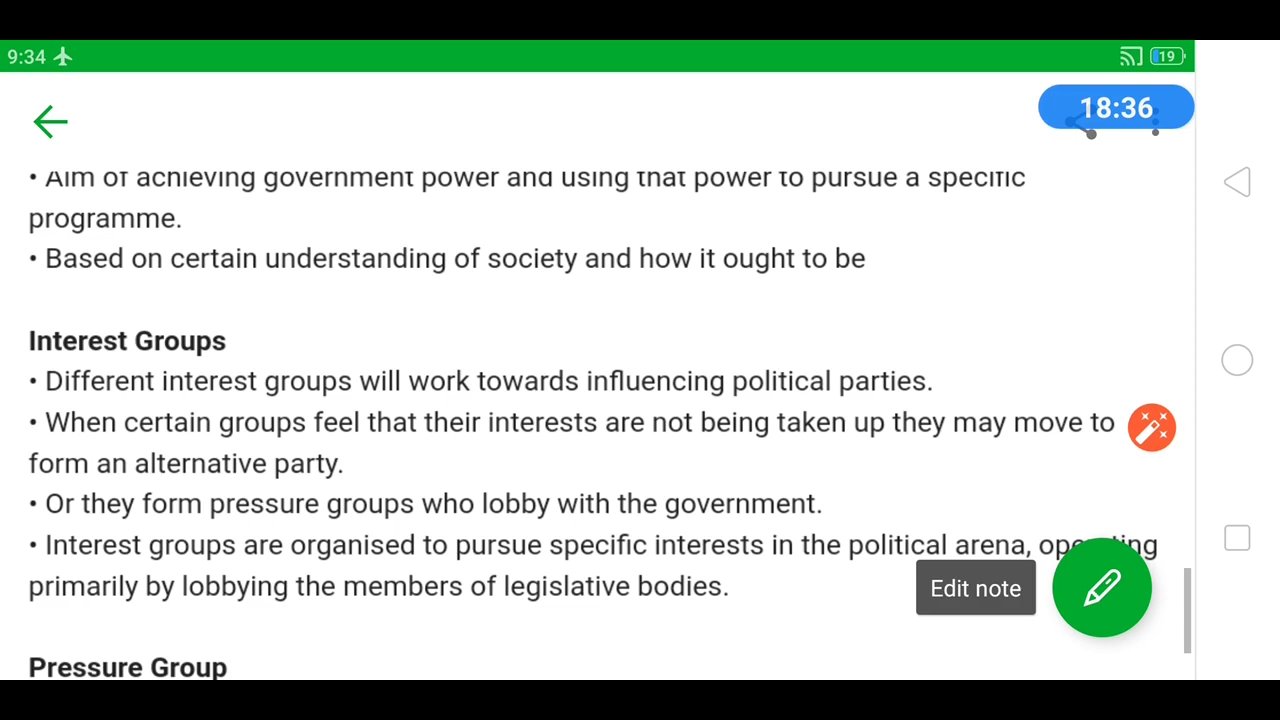 9:34
19
18:36
• Aim of achieving government power and using that power to pursue a specific
programme.
• Based on certain understanding of society and how it ought to be
Interest Groups
• Different interest groups will work towards influencing political parties.
• When certain groups feel that their interests are not being taken up they may move to
form an alternative party.
• Or they form pressure groups who lobby with the government.
• Interest groups are organised to pursue specific interests in the political arena, operating
primarily by lobbying the members of legislative bodies.
Edit note
Pressure Group